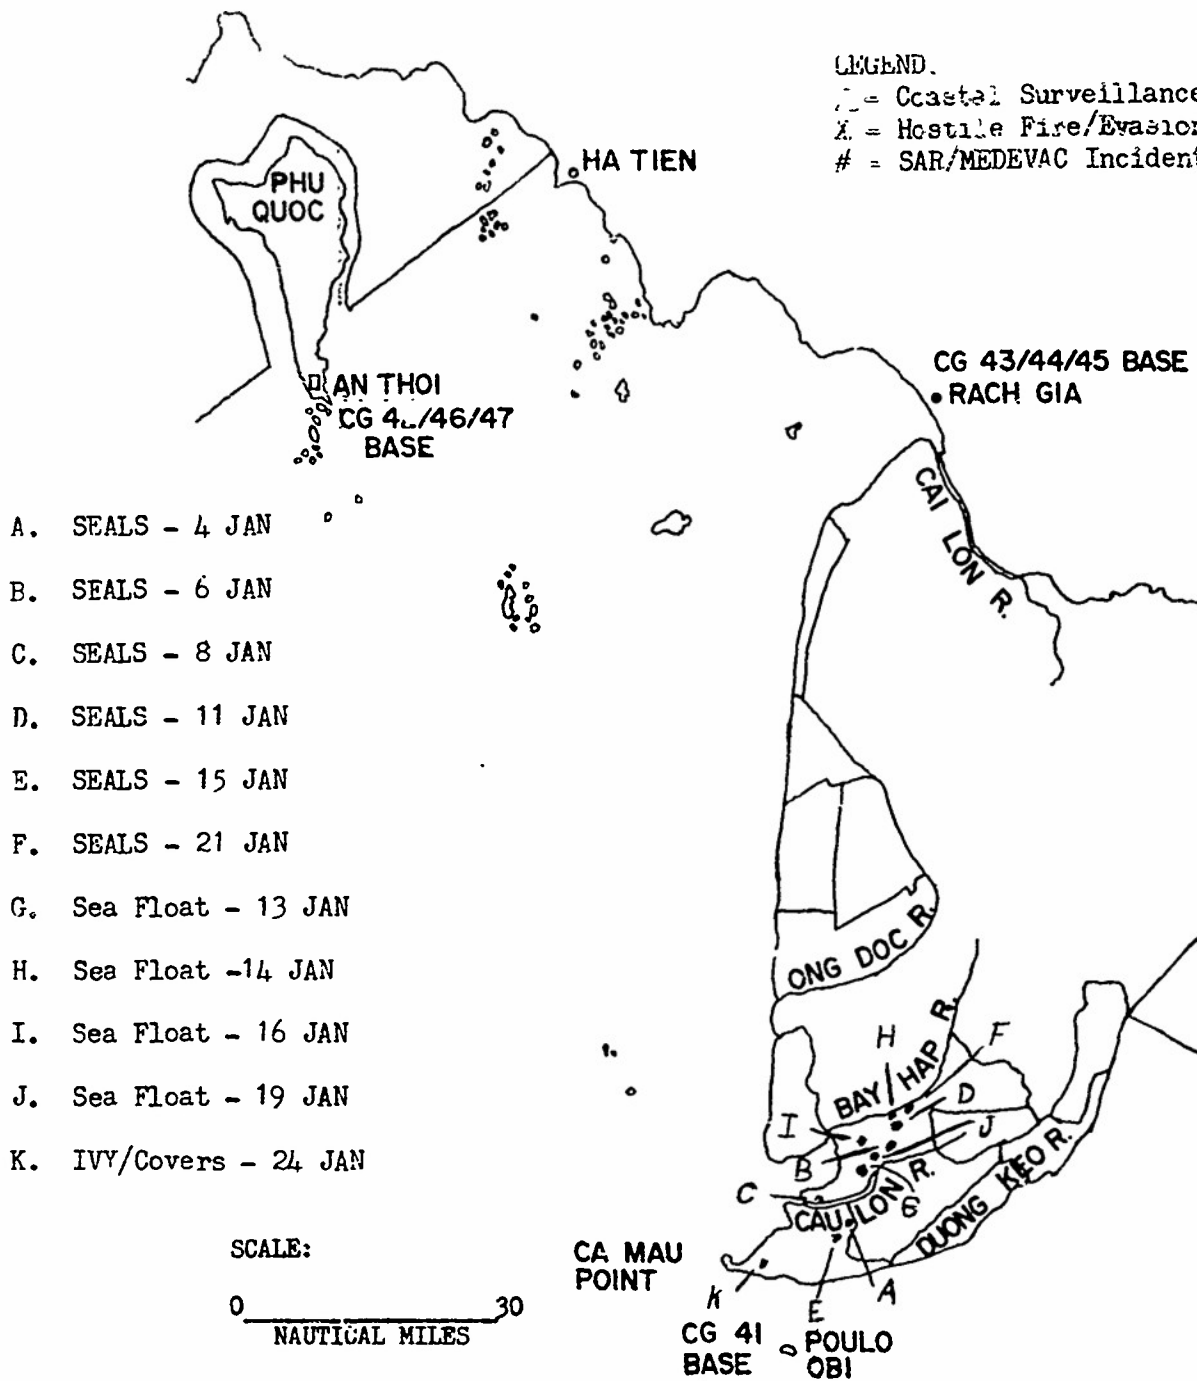 LEGEND.
= Coastal Surveillance
X = Hostile Fire/Evasion
# = SAR/MEDEVAC Incident
HA TIEN
PHU
QUOC
CG 43/44/45 BASE
RACH GIA
AN THOI
CG /46/47
BASE
CAI LON R.
A. SEALS - 4 JAN
B. SEALS - 6 JAN
C. SEALS - 8 JAN
D. SEALS - 11 JAN
E. SEALS - 15 JAN
F. SEALS - 21 JAN
G. Sea Float - 13 JAN
H. Sea Float -14 JAN
I. Sea Float - 16 JAN
J. Sea Float - 19 JAN
K. IVY/Covers - 24 JAN
ONG DOC R.
BAY HAP R.
H
F
D
I
J
B
C
CAU LON R.
G
DUONG KEO R.
SCALE:
0 30
NAUTICAL MILES
CA MAU
POINT
K
E
A
CG 41
BASE
POULO
OBI